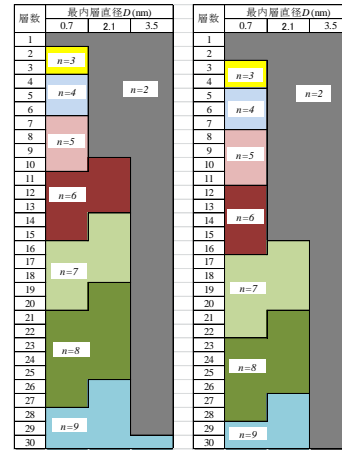 層数 最内層直径D(nm) 層数 最内層直径D(nm)
0.7 2.1 3.5 0.7 2.1 3.5
1 1
2 2
3 n=3 3 n=3
4 4
5 n=4 n=2 5 n=4 n=2
6 6
7 7
8 8
9 n=5 9 n=5
10 10
11 11
12 n=6 12
13 13 n=6
14 14
15 15
16 16
17 n=7 17
18 18 n=7
19 19
20 20
21 21
22 22
23 n=8 23
24 24 n=8
25 25
26 26
27 27
28 28
29 n=9 29 n=9
30 30